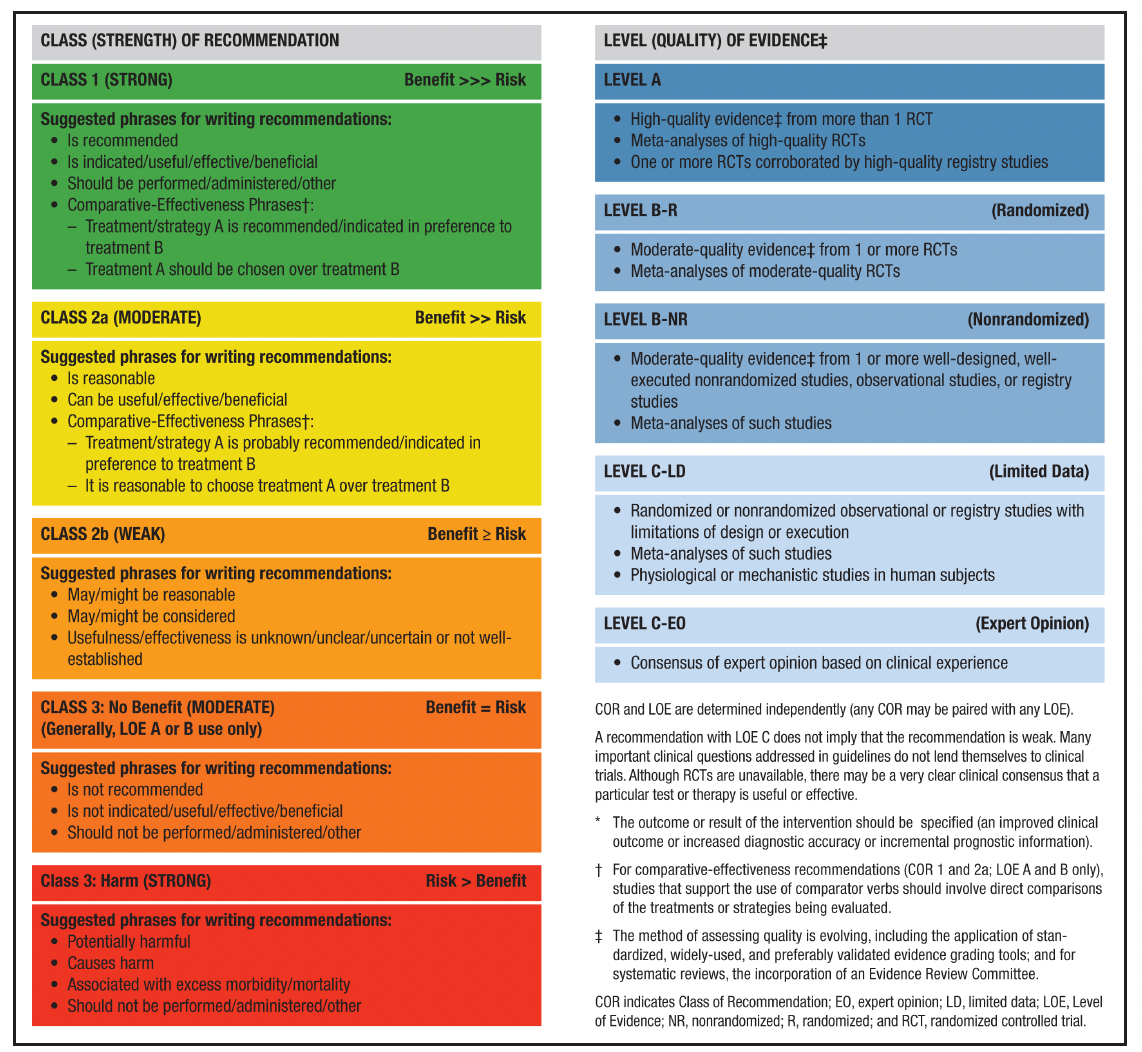 CLASS (STRENGTH) OF RECOMMENDATION
CLASS 1 (STRONG) Benefit >>> Risk
Suggested phrases for writing recommendations:
• Is recommended
• Is indicated/useful/effective/beneficial
• Should be performed/administered/other
• Comparative-Effectiveness Phrases†:
– Treatment/strategy A is recommended/indicated in preference to
treatment B
– Treatment A should be chosen over treatment B
CLASS 2a (MODERATE) Benefit >> Risk
Suggested phrases for writing recommendations:
• Is reasonable
• Can be useful/effective/beneficial
• Comparative-Effectiveness Phrases†:
– Treatment/strategy A is probably recommended/indicated in
preference to treatment B
– It is reasonable to choose treatment A over treatment B
CLASS 2b (WEAK) Benefit ≥ Risk
Suggested phrases for writing recommendations:
• May/might be reasonable
• May/might be considered
• Usefulness/effectiveness is unknown/unclear/uncertain or not well-
established
CLASS 3: No Benefit (MODERATE) Benefit = Risk
(Generally, LOE A or B use only)
Suggested phrases for writing recommendations:
• Is not recommended
• Is not indicated/useful/effective/beneficial
• Should not be performed/administered/other
Class 3: Harm (STRONG) Risk > Benefit
Suggested phrases for writing recommendations:
• Potentially harmful
• Causes harm
• Associated with excess morbidity/mortality
• Should not be performed/administered/other
LEVEL (QUALITY) OF EVIDENCE‡
LEVEL A
• High-quality evidence‡ from more than 1 RCT
• Meta-analyses of high-quality RCTs
• One or more RCTs corroborated by high-quality registry studies
LEVEL B-R (Randomized)
• Moderate-quality evidence‡ from 1 or more RCTs
• Meta-analyses of moderate-quality RCTs
LEVEL B-NR (Nonrandomized)
• Moderate-quality evidence‡ from 1 or more well-designed, well-
executed nonrandomized studies, observational studies, or registry
studies
• Meta-analyses of such studies
LEVEL C-LD (Limited Data)
• Randomized or nonrandomized observational or registry studies with
limitations of design or execution
• Meta-analyses of such studies
• Physiological or mechanistic studies in human subjects
LEVEL C-EO (Expert Opinion)
• Consensus of expert opinion based on clinical experience
COR and LOE are determined independently (any COR may be paired with any LOE).
A recommendation with LOE C does not imply that the recommendation is weak. Many
important clinical questions addressed in guidelines do not lend themselves to clinical
trials. Although RCTs are unavailable, there may be a very clear clinical consensus that a
particular test or therapy is useful or effective.
* The outcome or result of the intervention should be specified (an improved clinical
outcome or increased diagnostic accuracy or incremental prognostic information).
† For comparative-effectiveness recommendations (COR 1 and 2a; LOE A and B only),
studies that support the use of comparator verbs should involve direct comparisons
of the treatments or strategies being evaluated.
‡ The method of assessing quality is evolving, including the application of stan-
dardized, widely-used, and preferably validated evidence grading tools; and for
systematic reviews, the incorporation of an Evidence Review Committee.
COR indicates Class of Recommendation; EO, expert opinion; LD, limited data; LOE, Level
of Evidence; NR, nonrandomized; R, randomized; and RCT, randomized controlled trial.